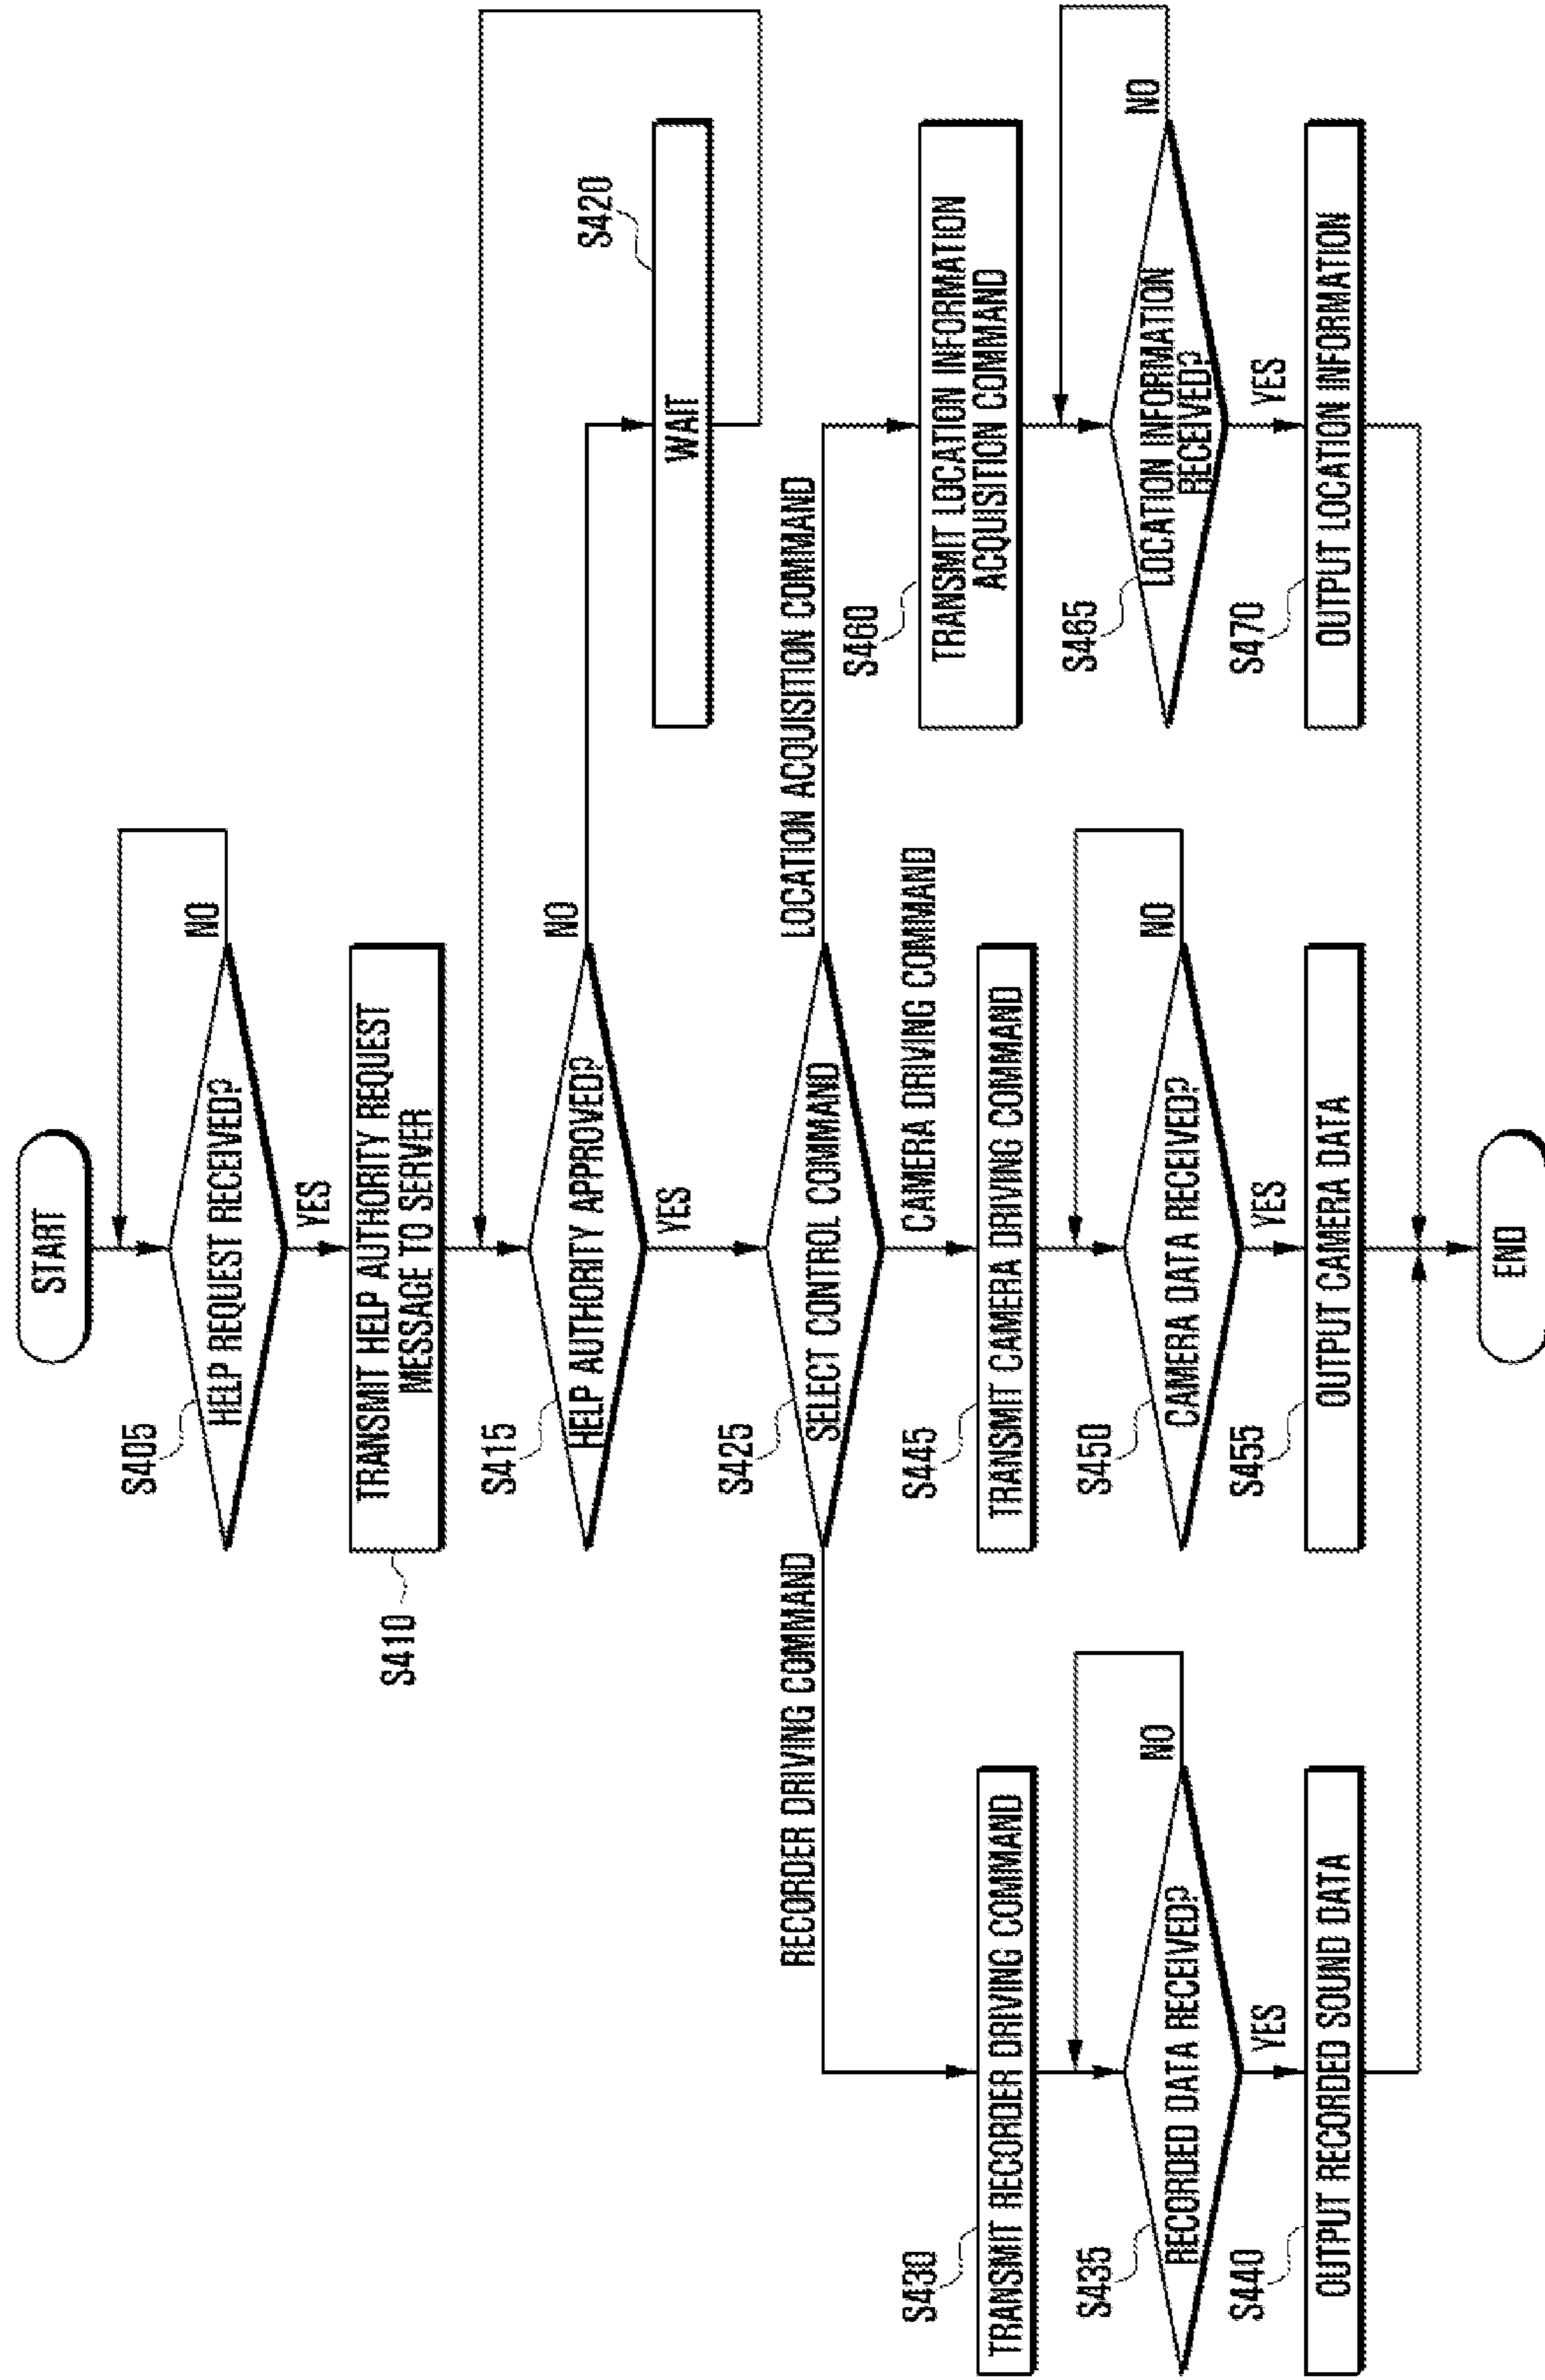 START
S405
HELP REQUEST RECEIVED?
NO
YES
S410
TRANSMIT HELP AUTHORITY REQUEST
MESSAGE TO SERVER
S415
HELP AUTHORITY APPROVED?
NO
YES
S420
WAIT
S425
SELECT CONTROL COMMAND
RECORDER DRIVING COMMAND
CAMERA DRIVING COMMAND
LOCATION ACQUISITION COMMAND
S430
TRANSMIT RECORDER DRIVING COMMAND
S435
RECORDED DATA RECEIVED?
NO
YES
S440
OUTPUT RECORDED SOUND DATA
S445
TRANSMIT CAMERA DRIVING COMMAND
S450
CAMERA DATA RECEIVED?
NO
YES
S455
OUTPUT CAMERA DATA
S460
TRANSMIT LOCATION INFORMATION
ACQUISITION COMMAND
S465
LOCATION INFORMATION
RECEIVED?
NO
YES
S470
OUTPUT LOCATION INFORMATION
END